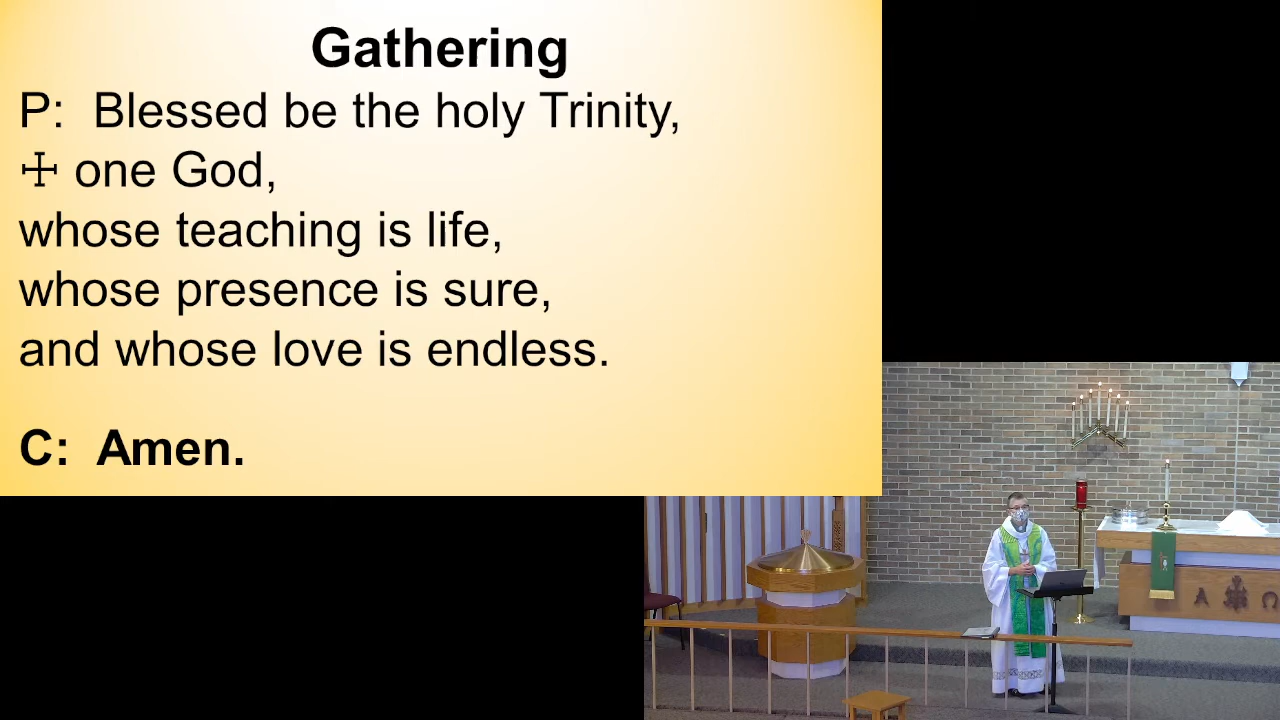 Gathering
P: Blessed be the holy Trinity,
☩ one God,
whose teaching is life,
whose presence is sure,
and whose love is endless.
C: Amen.
Α Ω